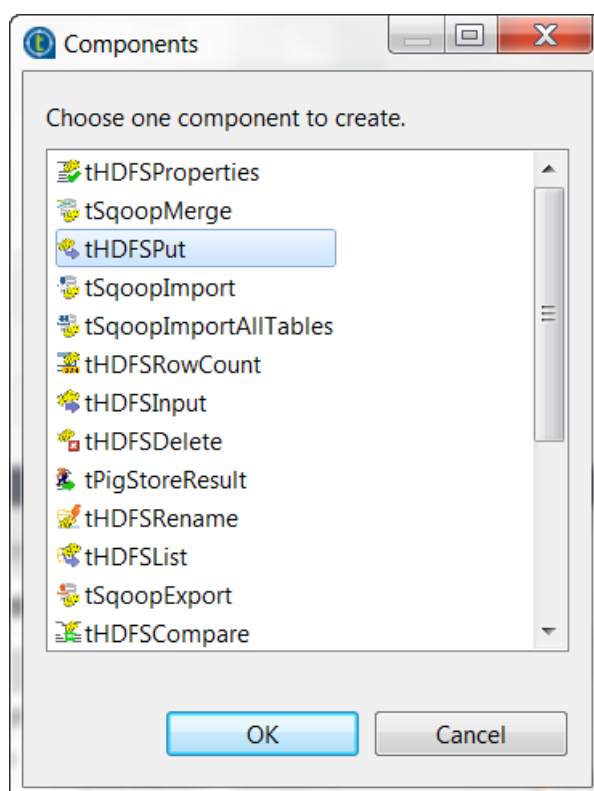 Components
Choose one component to create.
tHDFSProperties
tSqoopMerge
tHDFSPut
tSqoopImport
tSqoopImportAllTables
tHDFSRowCount
tHDFSInput
tHDFSDelete
tPigStoreResult
tHDFSRename
tHDFSList
tSqoopExport
tHDFSCompare
OK Cancel